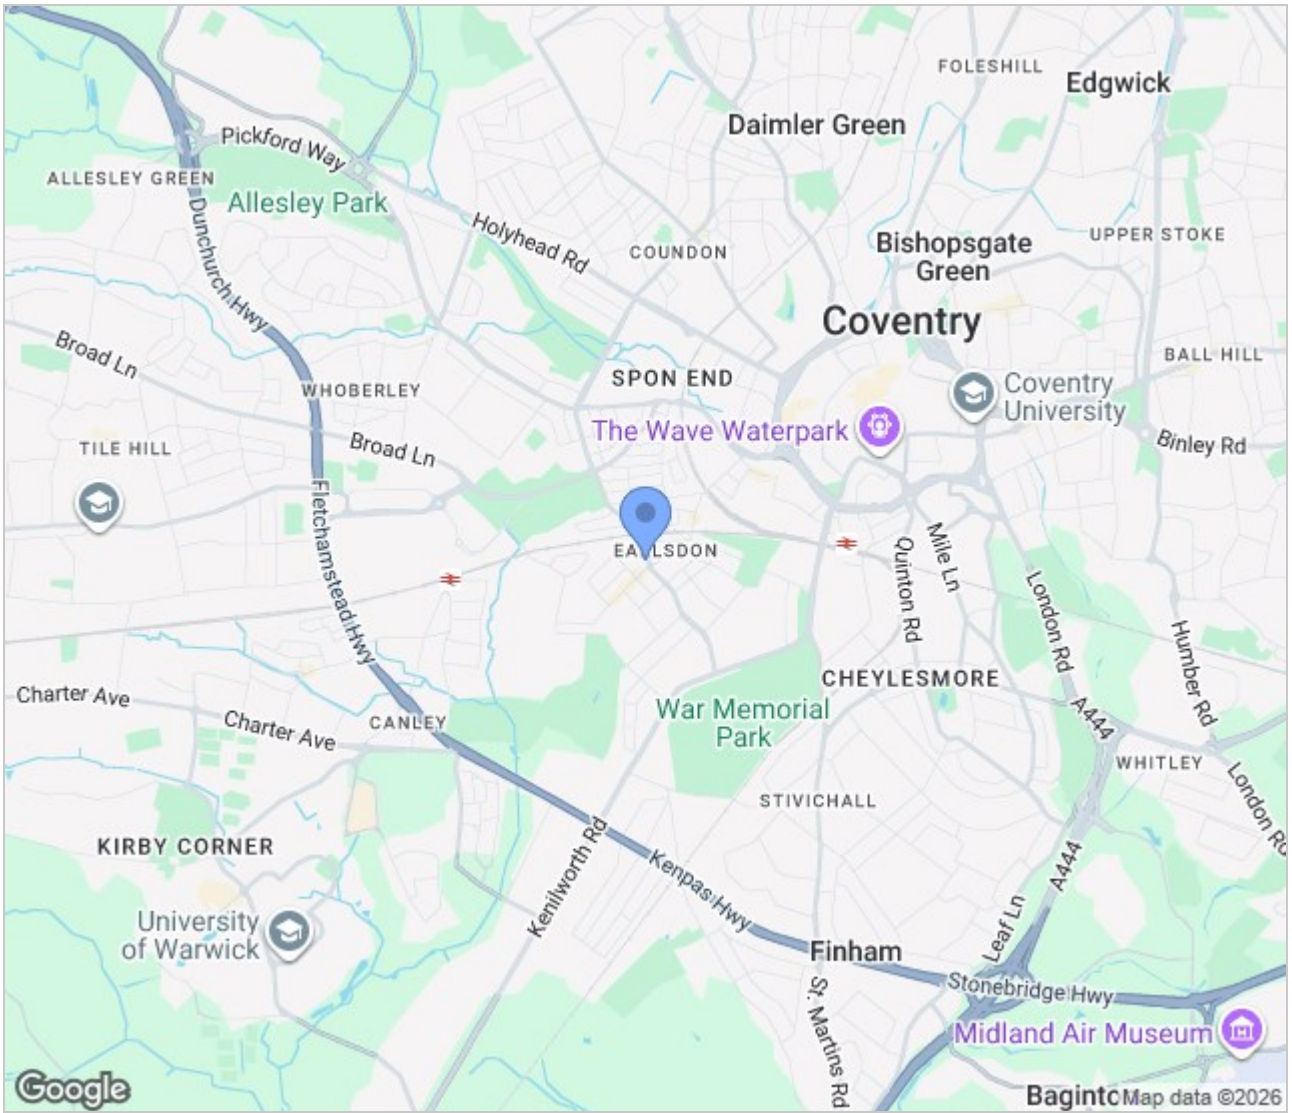 FOLESHILL
Edgwick
Daimler Green
Pickford Way
ALLESLEY GREEN
Allesley Park
Dunchurch Hwy
Holyhead Rd
COUNDON
UPPER STOKE
Bishopsgate
Green
Coventry
Broad Ln
BALL HILL
WHOBERLEY
SPON END
Coventry
University
The Wave Waterpark
TILE HILL
Broad Ln
Binley Rd
Fletchamstead Hwy
EARLSDON
Quinton Rd
Mile Ln
London Rd
Humber Rd
CHEYLESMORE
Charter Ave
War Memorial
Park
Charter Ave
CANLEY
A444
WHITLEY
London Rd
STIVICHALL
KIRBY CORNER
Kenilworth Rd
Kenpas Hwy
A444
University
of Warwick
Leaf Ln
Finham
Stonebridge Hwy
St. Martins Rd
Midland Air Museum
Google
Map data ©2026